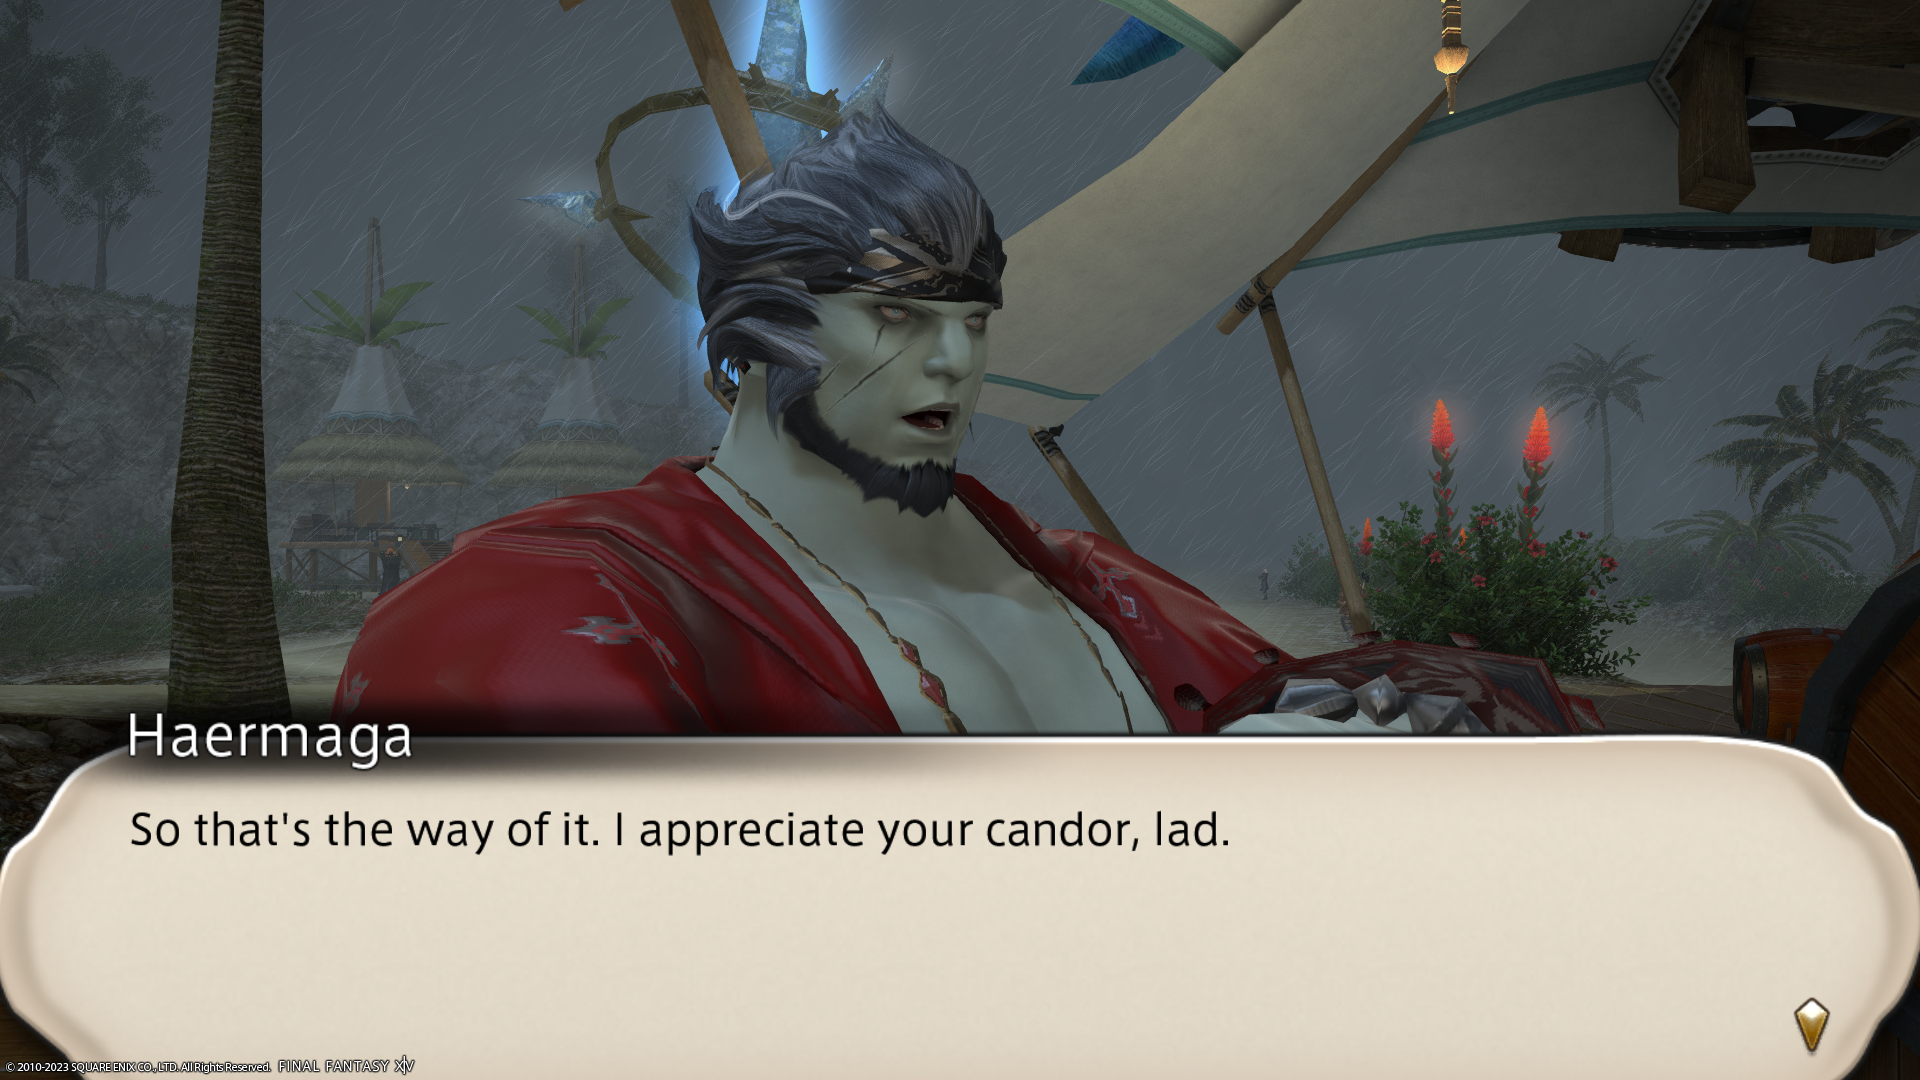 Haermaga
So that's the way of it. I appreciate your candor, lad.
© 2010-2023 SQUARE ENIX CO., LTD. All Rights Reserved. FINAL FANTASY XIV